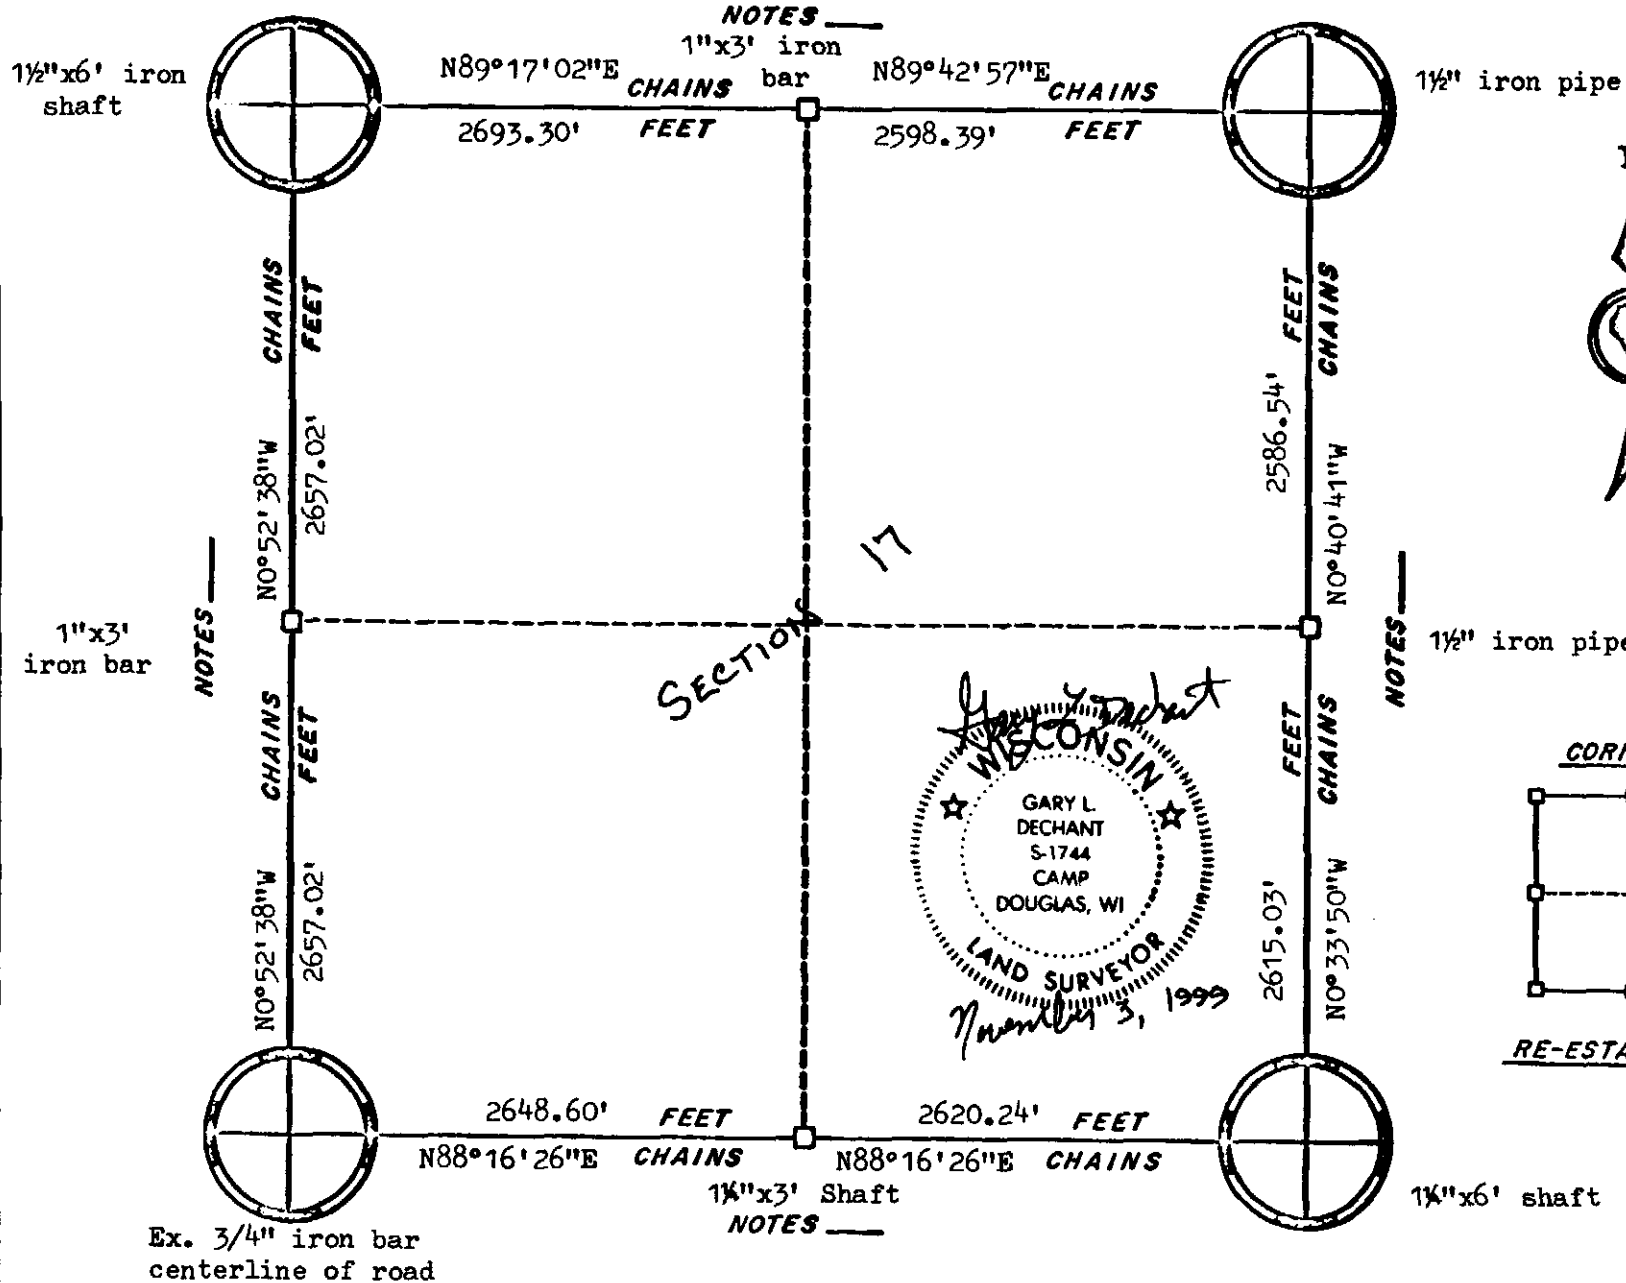 NOTES
1½"x6' iron
shaft
N89°17'02"E
CHAINS
2693.30'
FEET
1"x3' iron
bar
N89°42'57"E
CHAINS
2598.39'
FEET
1½" iron pipe
CHAINS
FEET
N0°52'38"W
2657.02'
FEET
CHAINS
2586.54'
N0°40'41"W
SECTION 17
1"x3'
iron bar
NOTES
NOTES
1½" iron pipe
CHAINS
FEET
N0°52'38"W
2657.02'
Gary L Dechant
WISCONSIN
GARY L.
DECHANT
S-1744
CAMP
DOUGLAS, WI
LAND SURVEYOR
November 3, 1999
FEET
CHAINS
2615.03'
N0°33'50"W
CORN
RE-ESTA
2648.60' FEET
N88°16'26"E CHAINS
2620.24' FEET
N88°16'26"E CHAINS
1¼"x3' Shaft
NOTES
1¼"x6' shaft
Ex. 3/4" iron bar
centerline of road